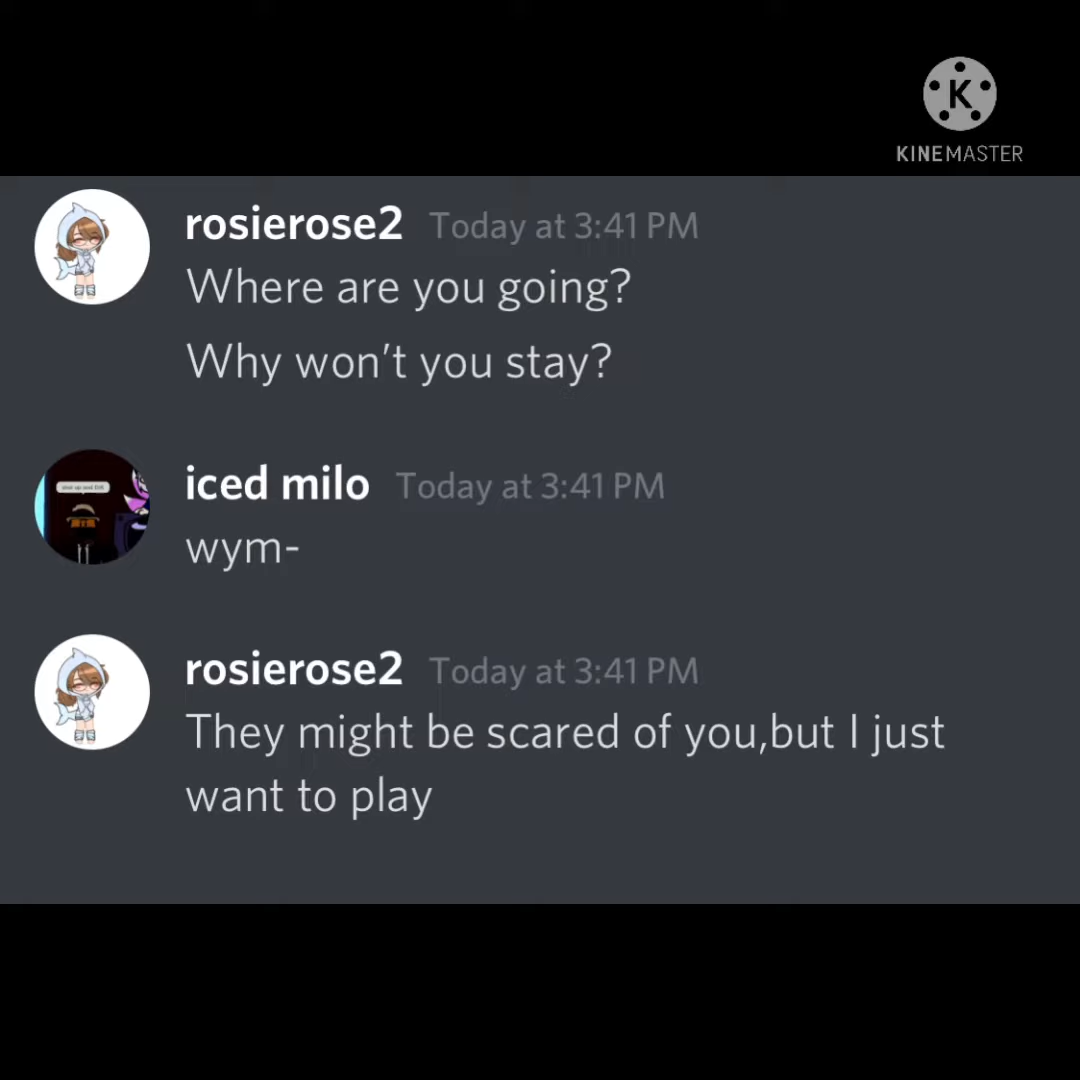 K
KINEMASTER
rosierose2 Today at 3:41 PM
Where are you going?
Why won't you stay?
iced milo Today at 3:41 PM
wym-
rosierose2 Today at 3:41 PM
They might be scared of you,but I just
want to play